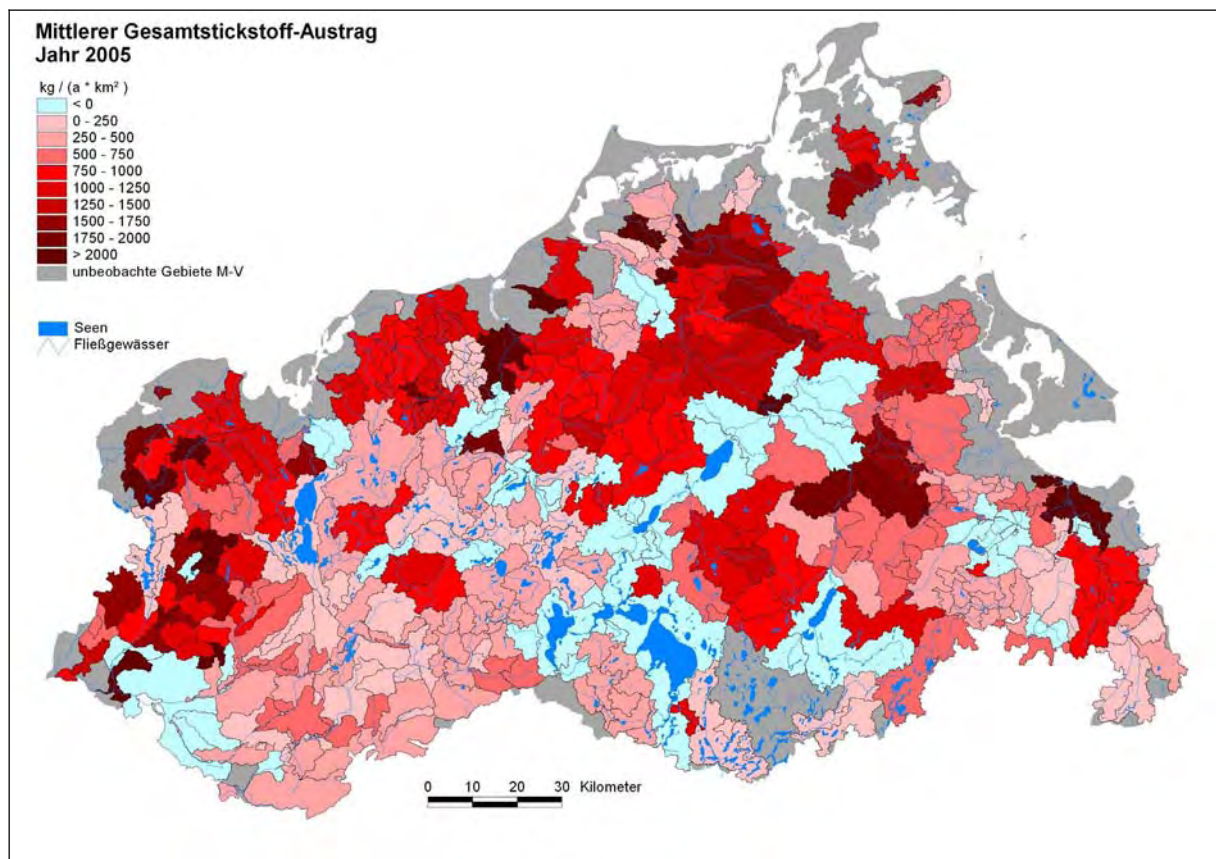 Mittlerer Gesamtstickstoff-Austrag
Jahr 2005
kg / (a * km² )
< 0
0 - 250
250 - 500
500 - 750
750 - 1000
1000 - 1250
1250 - 1500
1500 - 1750
1750 - 2000
> 2000
unbeobachte Gebiete M-V
Seen
Fließgewässer
0 10 20 30 Kilometer